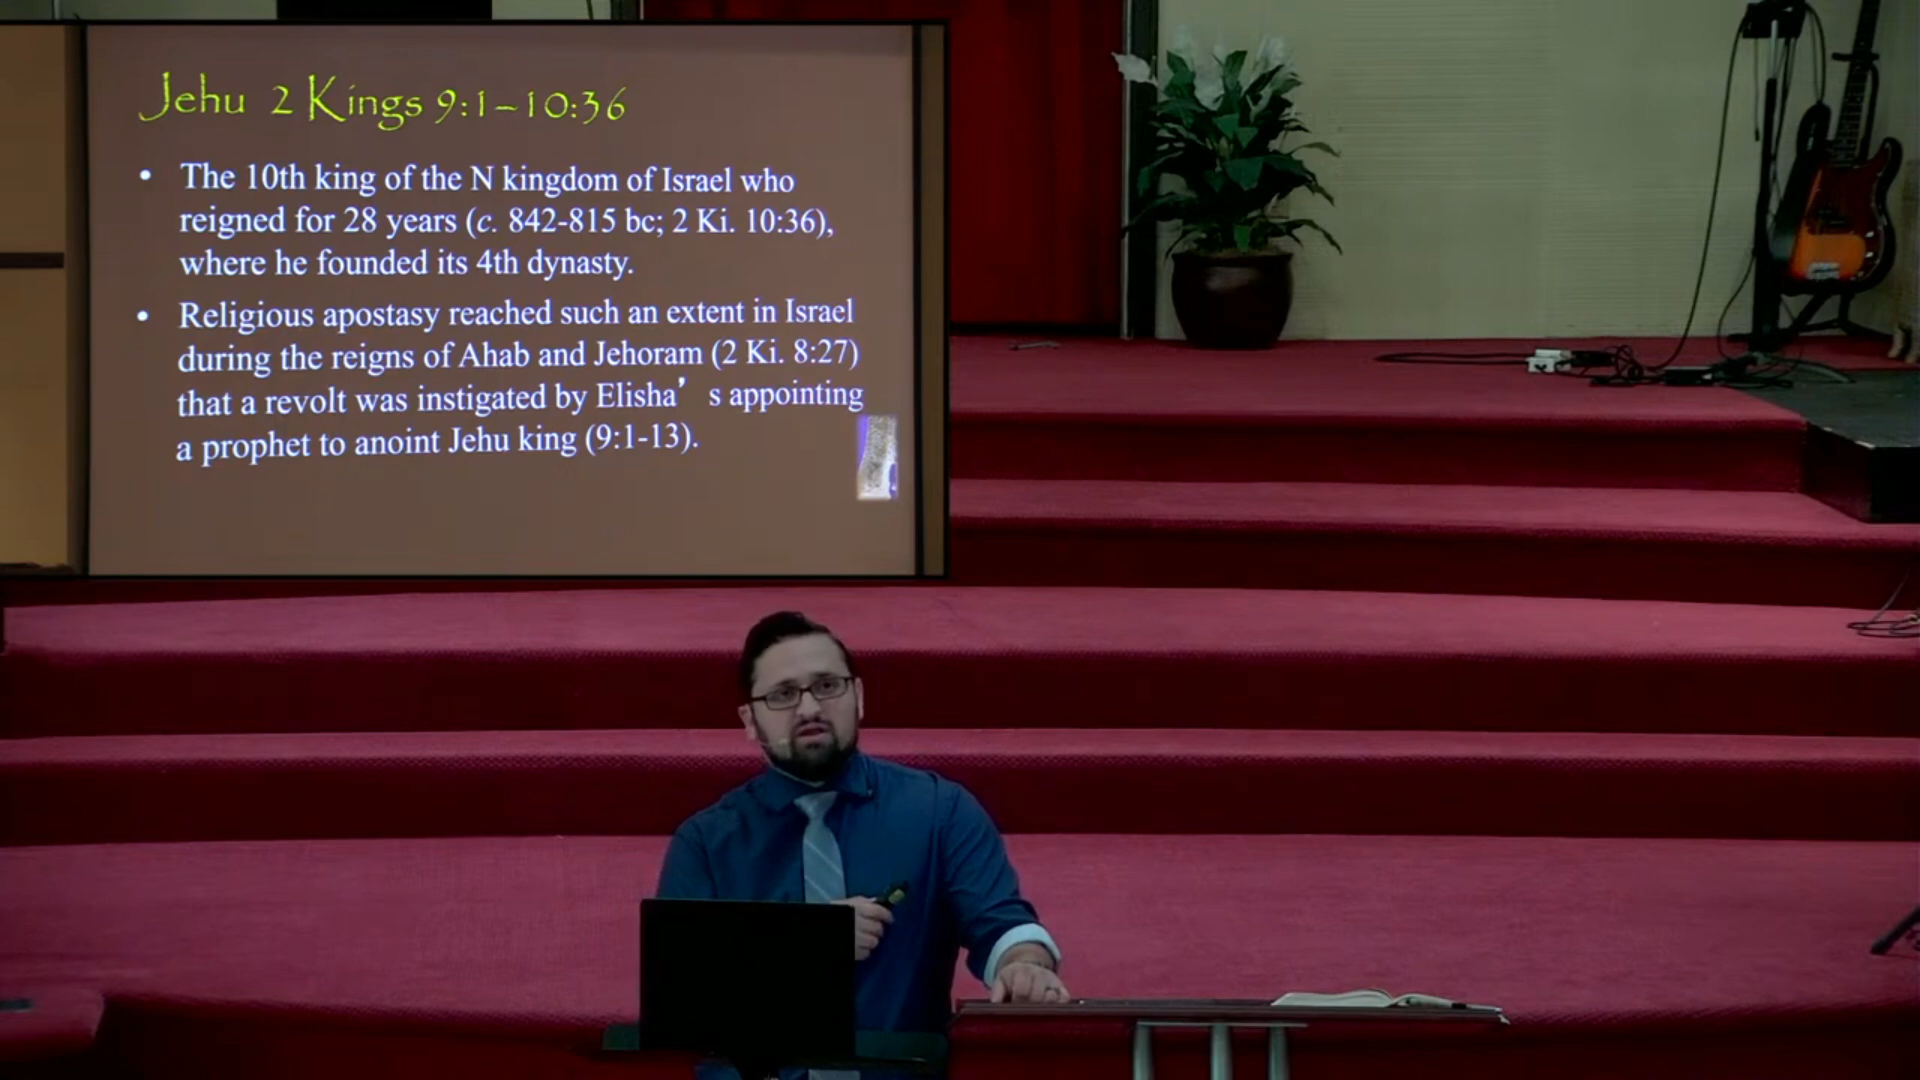 Jehu 2 Kings 9:1–10:36
• The 10th king of the N kingdom of Israel who
reigned for 28 years (c. 842-815 bc; 2 Ki. 10:36),
where he founded its 4th dynasty.
• Religious apostasy reached such an extent in Israel
during the reigns of Ahab and Jehoram (2 Ki. 8:27)
that a revolt was instigated by Elisha’ s appointing
a prophet to anoint Jehu king (9:1-13).